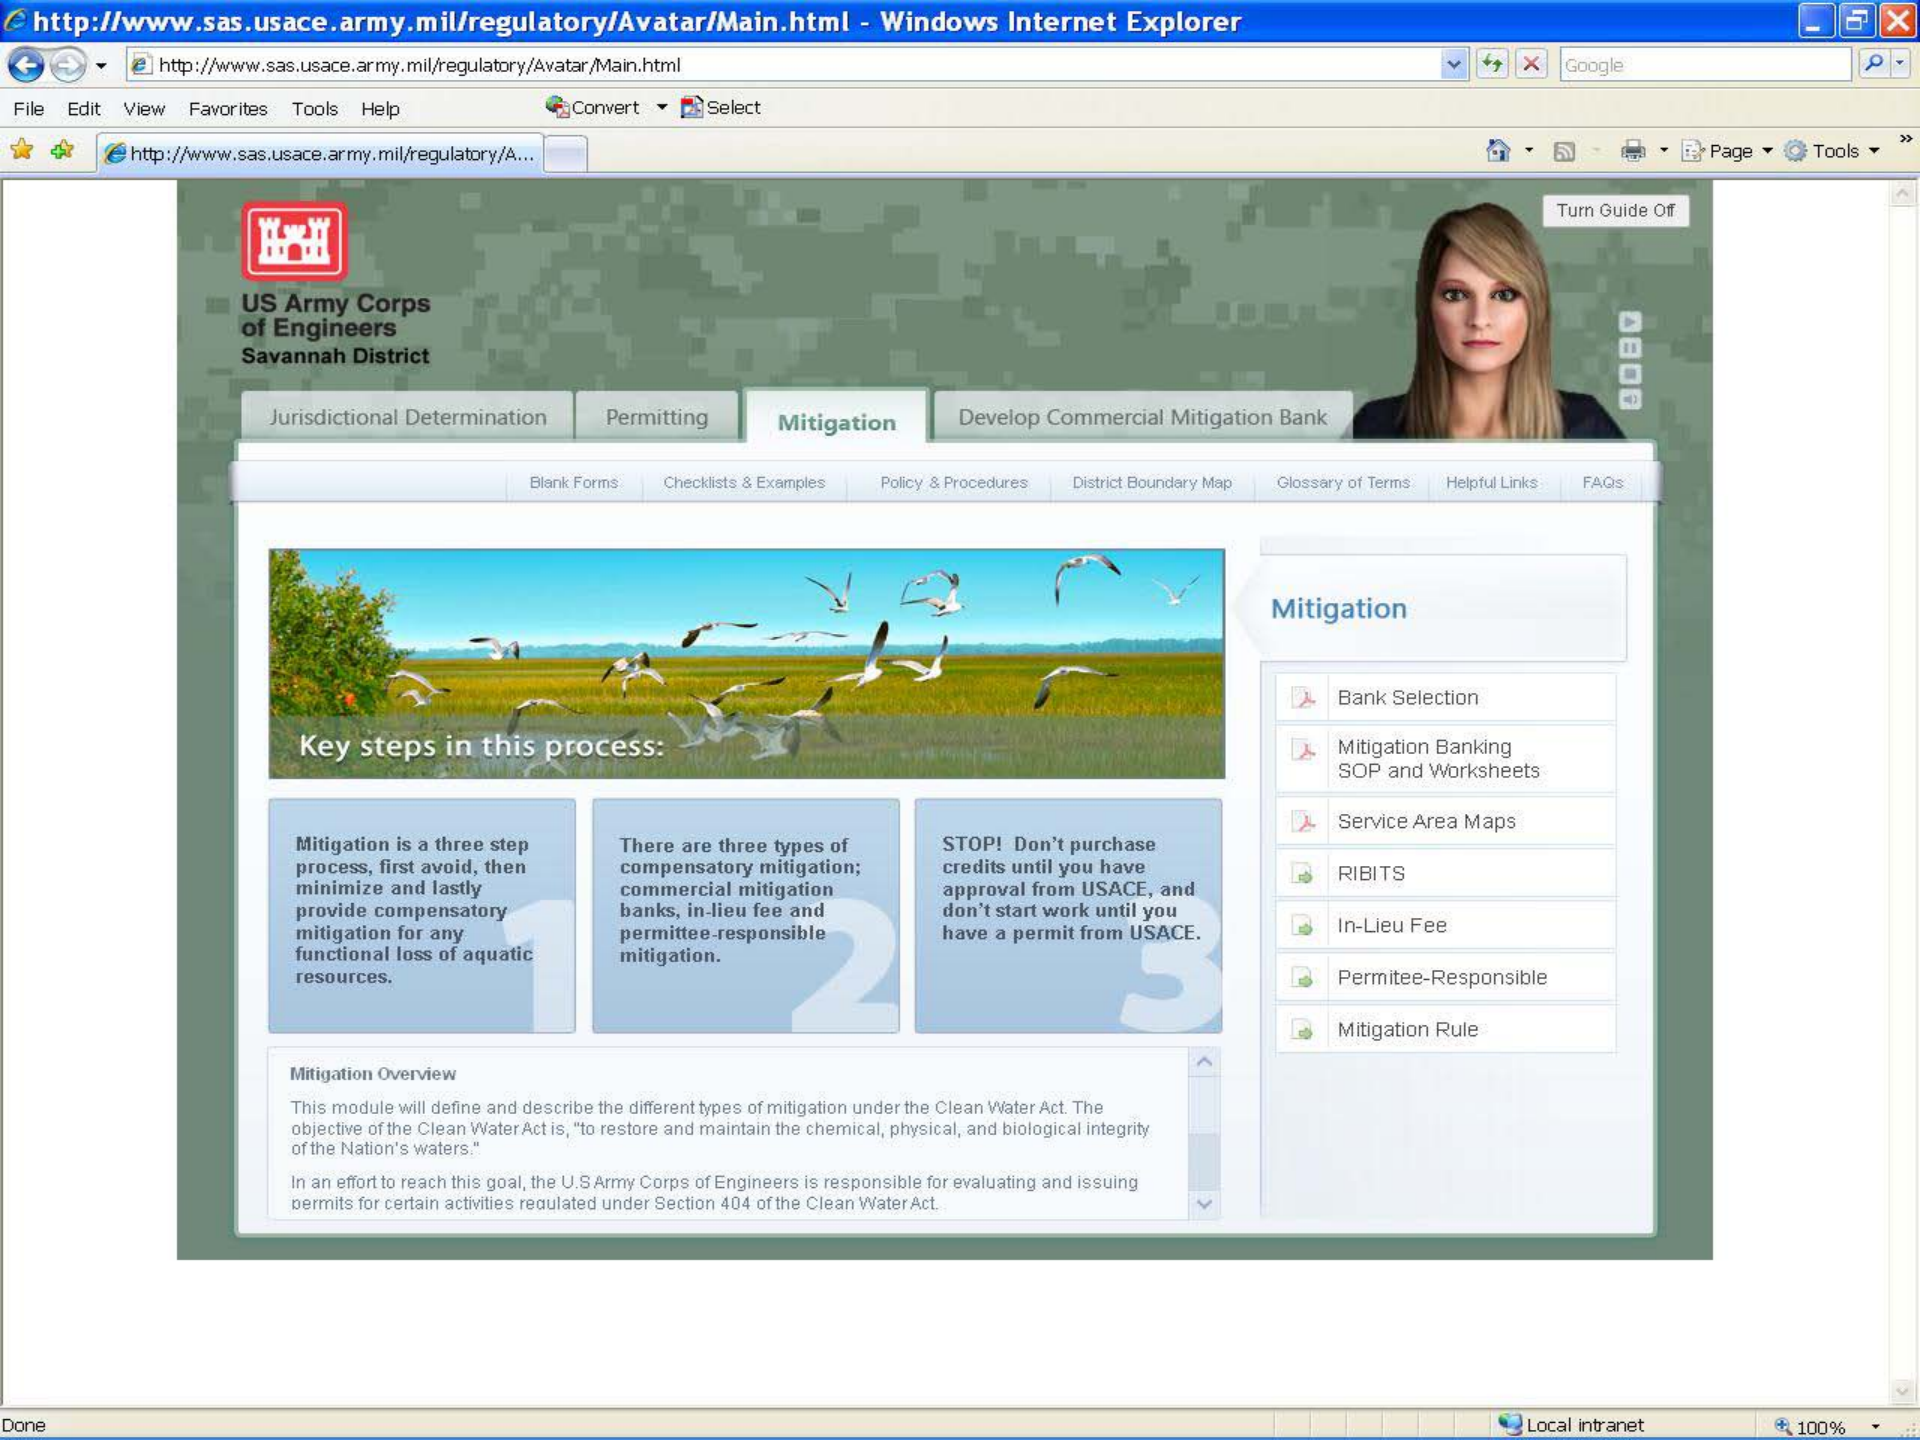 http://www.sas.usace.army.mil/regulatory/Avatar/Main.html - Windows Internet Explorer
http://www.sas.usace.army.mil/regulatory/Avatar/Main.html
Google
File Edit View Favorites Tools Help Convert Select
http://www.sas.usace.army.mil/regulatory/A...
Page Tools »
Turn Guide Off
US Army Corps
of Engineers
Savannah District
Jurisdictional Determination Permitting Mitigation Develop Commercial Mitigation Bank
Blank Forms Checklists & Examples Policy & Procedures District Boundary Map Glossary of Terms Helpful Links FAQs
Key steps in this process:
Mitigation is a three step
process, first avoid, then
minimize and lastly
provide compensatory
mitigation for any
functional loss of aquatic
resources.
1
There are three types of
compensatory mitigation;
commercial mitigation
banks, in-lieu fee and
permittee-responsible
mitigation.
2
STOP! Don't purchase
credits until you have
approval from USACE, and
don't start work until you
have a permit from USACE.
3
Mitigation Overview
This module will define and describe the different types of mitigation under the Clean Water Act. The
objective of the Clean Water Act is, "to restore and maintain the chemical, physical, and biological integrity
of the Nation's waters."
In an effort to reach this goal, the U.S Army Corps of Engineers is responsible for evaluating and issuing
permits for certain activities regulated under Section 404 of the Clean Water Act.
Mitigation
Bank Selection
Mitigation Banking
SOP and Worksheets
Service Area Maps
RIBITS
In-Lieu Fee
Permitee-Responsible
Mitigation Rule
Done Local intranet 100%